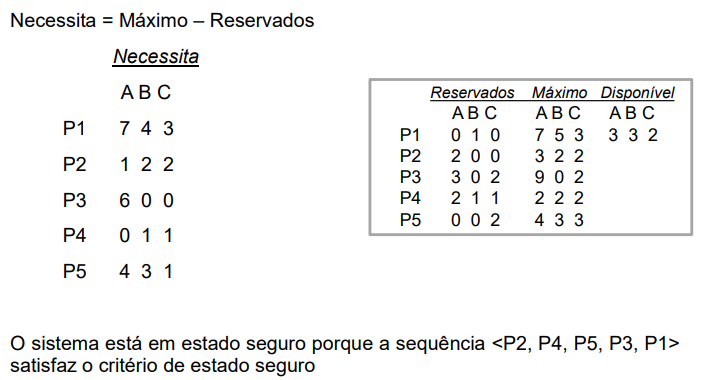 Necessita = Máximo – Reservados
Necessita
A B C
P1 7 4 3
P2 1 2 2
P3 6 0 0
P4 0 1 1
P5 4 3 1
Reservados Máximo Disponível
A B C A B C A B C
P1 0 1 0 7 5 3 3 3 2
P2 2 0 0 3 2 2
P3 3 0 2 9 0 2
P4 2 1 1 2 2 2
P5 0 0 2 4 3 3
O sistema está em estado seguro porque a sequência <P2, P4, P5, P3, P1>
satisfaz o critério de estado seguro